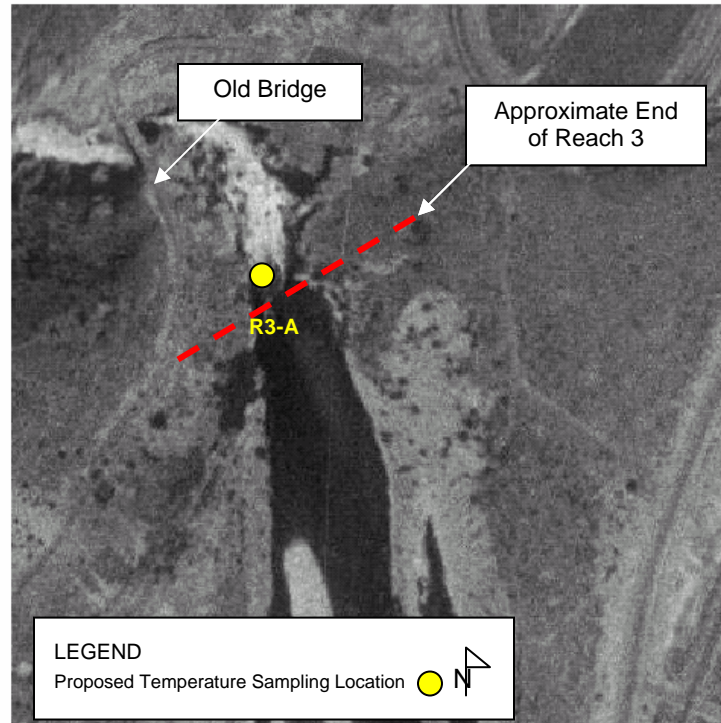 Old Bridge
Approximate End
of Reach 3
R3-A
LEGEND
Proposed Temperature Sampling Location N